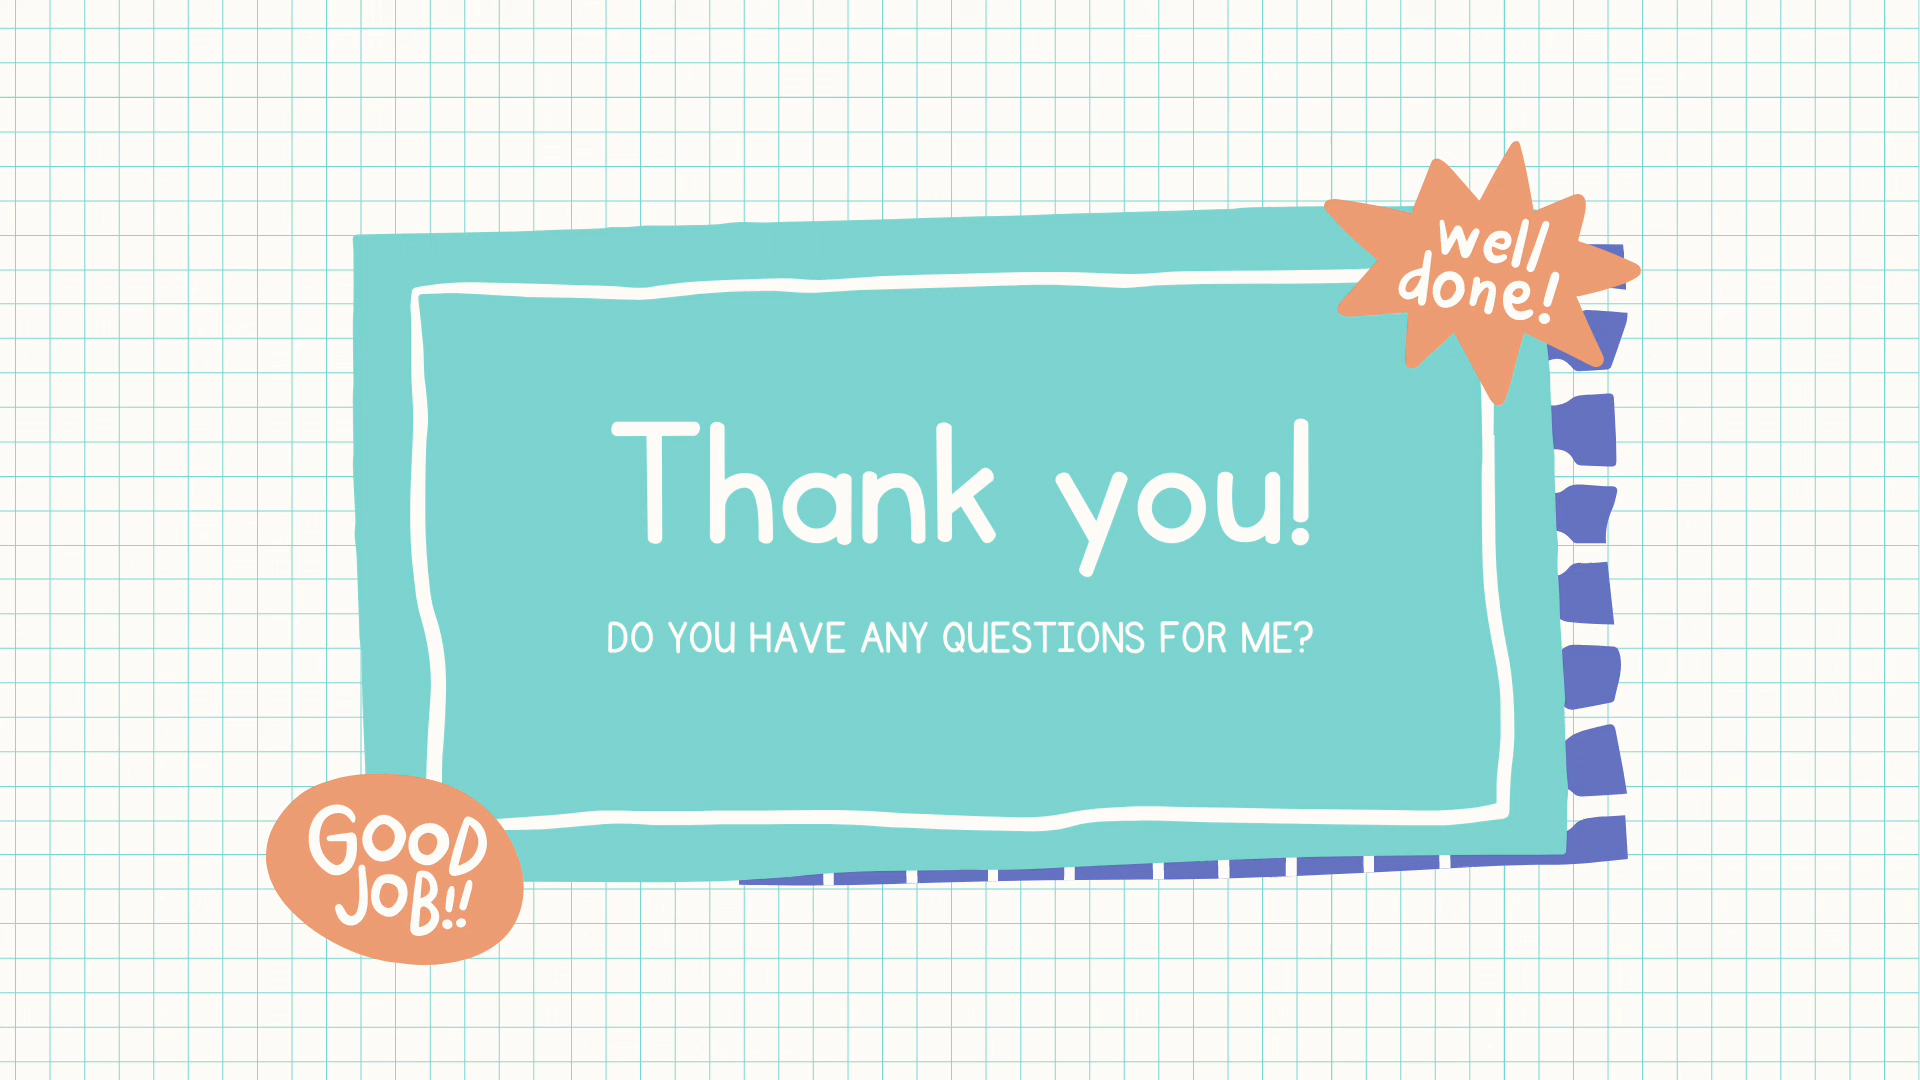 well
done!
Thank you!
DO YOU HAVE ANY QUESTIONS FOR ME?
GOOD
JOB!!